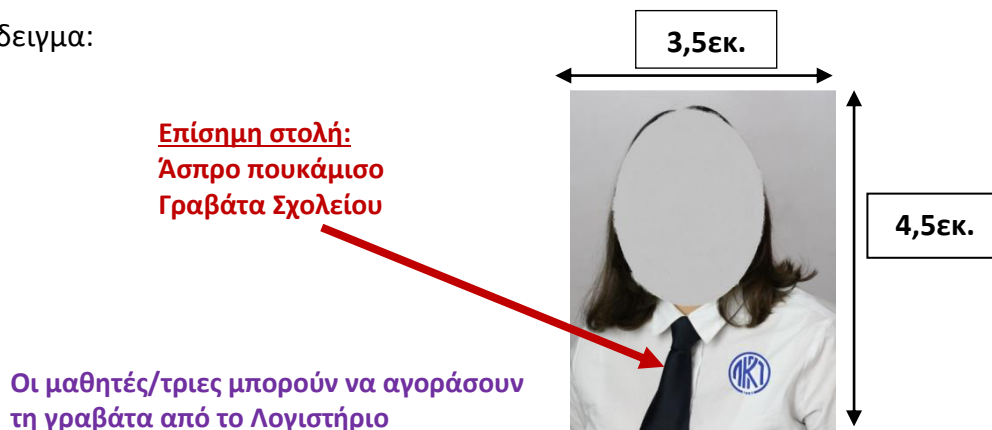 δειγμα:
3,5εκ.
Επίσημη στολή:
Άσπρο πουκάμισο
Γραβάτα Σχολείου
4,5εκ.
Οι μαθητές/τριες μπορούν να αγοράσουν
τη γραβάτα από το Λογιστήριο